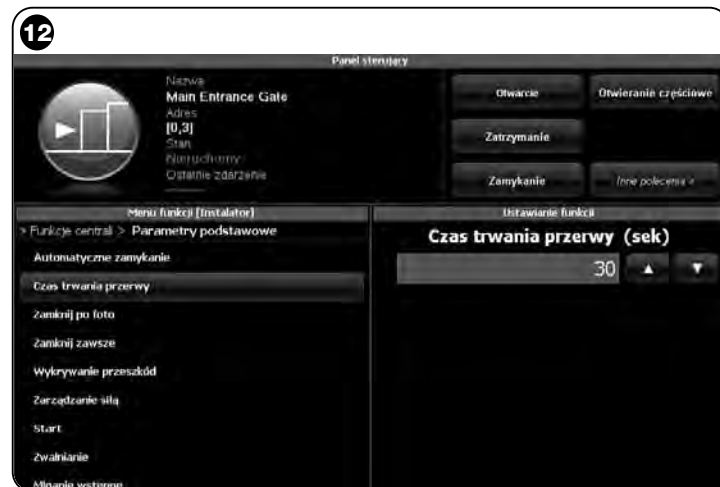 12
Panel sterujący
Nazwa
Main Entrance Gate
Adres
[0,3]
Stan
Nieruchomy
Ostatnie zdarzenie
Otwarcie
Otwieranie częściowe
Zatrzymanie
Zamykanie
Inne polecenia »
Menu funkcji [Instalator]
» Funkcje centrali > Parametry podstawowe
Automatyczne zamykanie
Czas trwania przerwy
Zamknij po foto
Zamknij zawsze
Wykrywanie przeszkód
Zarządzanie siłą
Start
Zwalnianie
Miganie wstępne
Ustawianie funkcji
Czas trwania przerwy (sek)
30